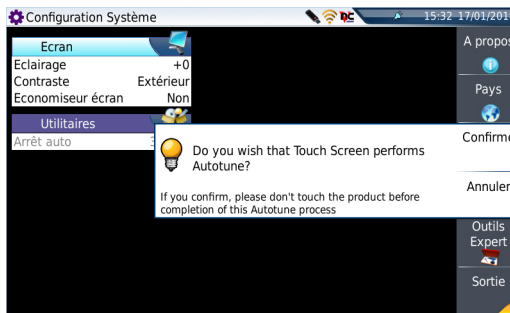 Configuration Système
15:32 17/01/201
Ecran
Eclairage +0
Contraste Extérieur
Economiseur écran Non
Utilitaires
Arrêt auto
Do you wish that Touch Screen performs
Autotune?
If you confirm, please don't touch the product before
completion of this Autotune process
A propos
Pays
Confirme
Annuler
Outils
Expert
Sortie